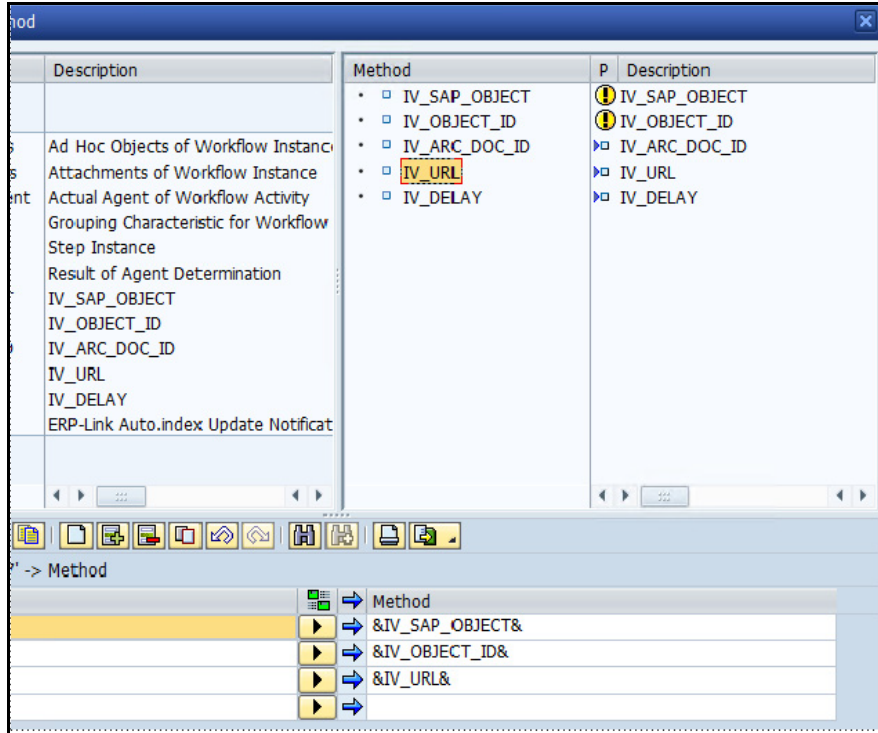 hod
Description
Method
P Description
IV_SAP_OBJECT
IV_SAP_OBJECT
IV_OBJECT_ID
IV_OBJECT_ID
s Ad Hoc Objects of Workflow Instanc
IV_ARC_DOC_ID
IV_ARC_DOC_ID
s Attachments of Workflow Instance
IV_URL
IV_URL
ent Actual Agent of Workflow Activity
IV_DELAY
IV_DELAY
Grouping Characteristic for Workflow
Step Instance
Result of Agent Determination
IV_SAP_OBJECT
IV_OBJECT_ID
IV_ARC_DOC_ID
IV_URL
IV_DELAY
ERP-Link Auto.index Update Notificat
' -> Method
Method
&IV_SAP_OBJECT&
&IV_OBJECT_ID&
&IV_URL&